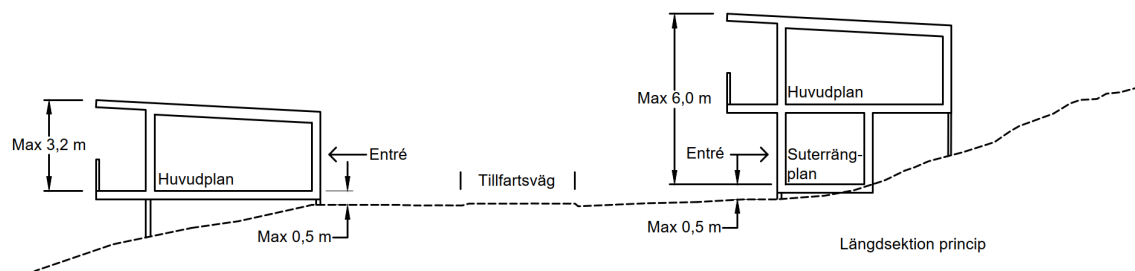 Max 3,2 m
Huvudplan
Entré
Max 0,5 m
Tillfartsväg
Max 6,0 m
Huvudplan
Entré
Suterräng-
plan
Max 0,5 m
Längdsektion princip